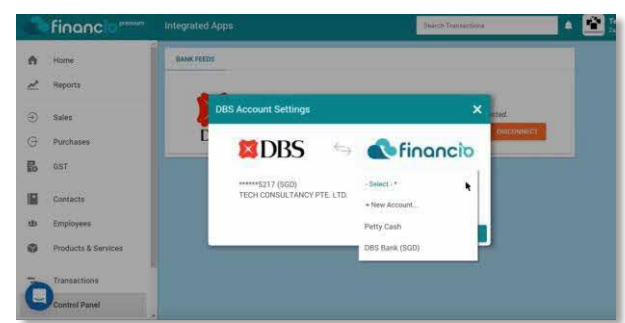 financio premium
Integrated Apps
Search Transactions
Home
Reports
Sales
Purchases
GST
Contacts
Employees
Products & Services
Transactions
Control Panel
BANK FEEDS
DISCONNECT
DBS Account Settings
DBS
financio
******5217 (SGD)
TECH CONSULTANCY PTE. LTD.
- Select - *
+ New Account...
Petty Cash
DBS Bank (SGD)